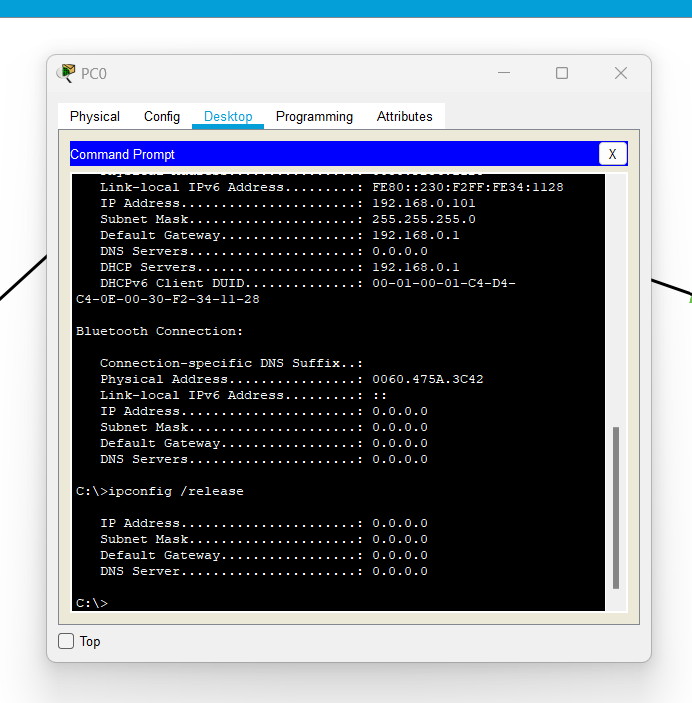 PC0
Physical Config Desktop Programming Attributes
Command Prompt
X
Link-local IPv6 Address.........: FE80::230:F2FF:FE34:1128
IP Address......................: 192.168.0.101
Subnet Mask.....................: 255.255.255.0
Default Gateway.................: 192.168.0.1
DNS Servers.....................: 0.0.0.0
DHCP Servers....................: 192.168.0.1
DHCPv6 Client DUID..............: 00-01-00-01-C4-D4-
C4-0E-00-30-F2-34-11-28
Bluetooth Connection:
Connection-specific DNS Suffix..:
Physical Address................: 0060.475A.3C42
Link-local IPv6 Address.........: ::
IP Address......................: 0.0.0.0
Subnet Mask.....................: 0.0.0.0
Default Gateway.................: 0.0.0.0
DNS Servers.....................: 0.0.0.0
C:\>ipconfig /release
IP Address......................: 0.0.0.0
Subnet Mask.....................: 0.0.0.0
Default Gateway.................: 0.0.0.0
DNS Server......................: 0.0.0.0
C:\>
Top